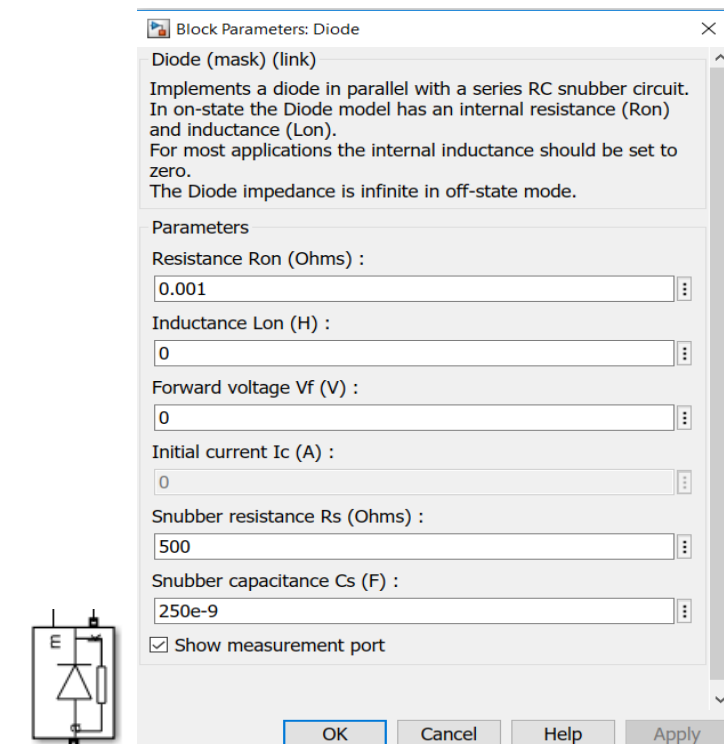 Block Parameters: Diode
Diode (mask) (link)
Implements a diode in parallel with a series RC snubber circuit.
In on-state the Diode model has an internal resistance (Ron)
and inductance (Lon).
For most applications the internal inductance should be set to
zero.
The Diode impedance is infinite in off-state mode.
Parameters
Resistance Ron (Ohms) :
0.001
Inductance Lon (H) :
0
Forward voltage Vf (V) :
0
Initial current Ic (A) :
0
Snubber resistance Rs (Ohms) :
500
Snubber capacitance Cs (F) :
250e-9
Show measurement port
m k
a
OK Cancel Help Apply